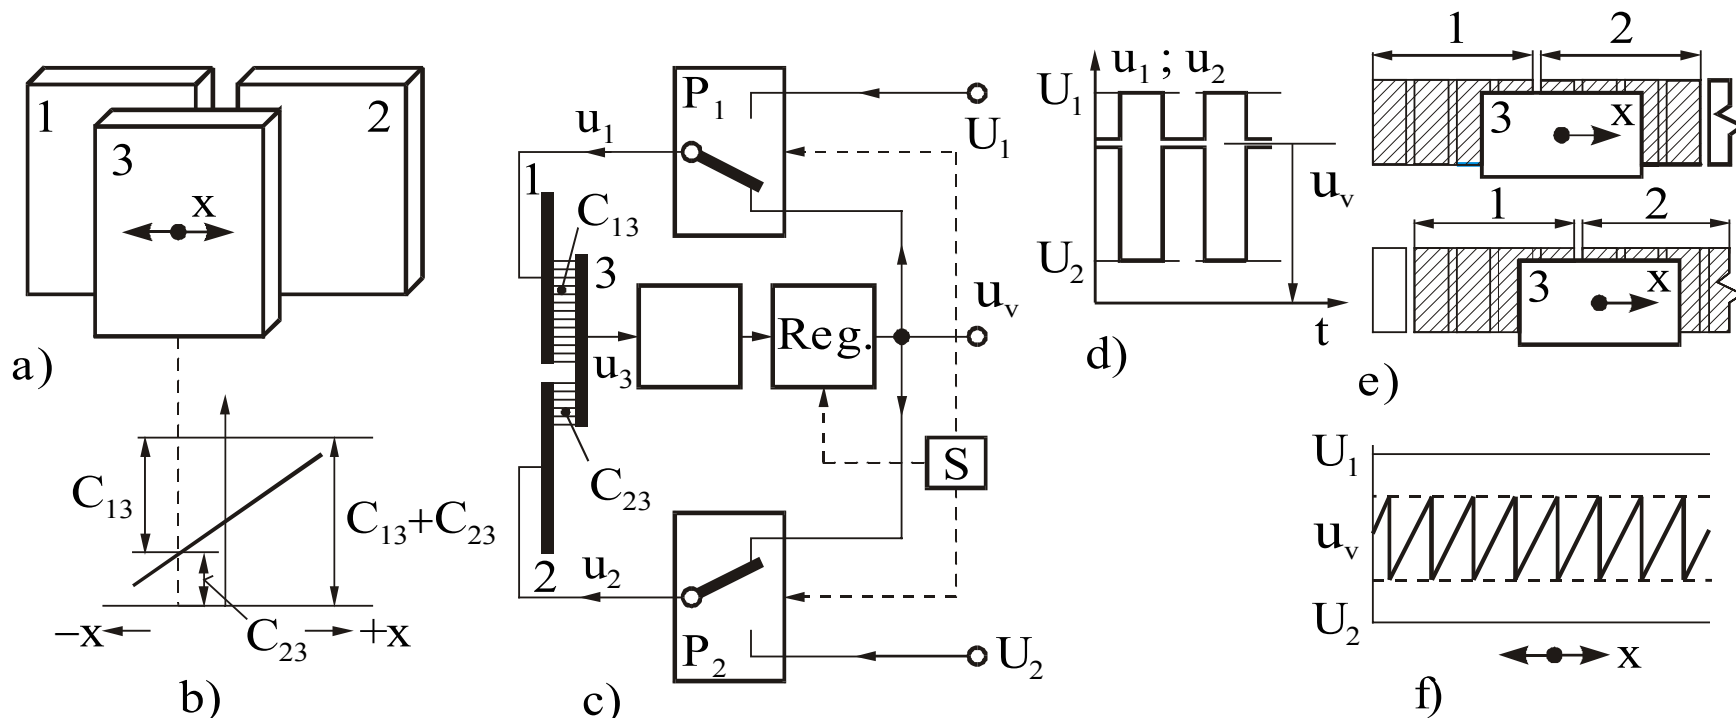 1
2
3
x
a)
C13
C13+C23
C23
–x
+x
b)
P1
U1
u1
1
C13
3
u3
Reg.
uv
S
C23
2
u2
P2
U2
c)
u1 ; u2
U1
U2
uv
t
d)
1
2
3
x
1
2
3
x
e)
U1
uv
U2
x
f)